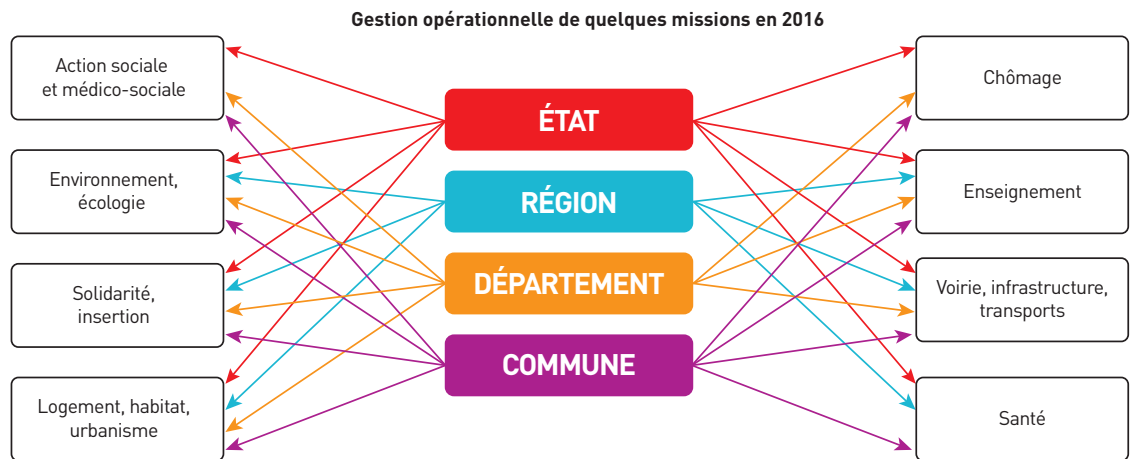 Gestion opérationnelle de quelques missions en 2016
Action sociale
et médico-sociale
Environnement,
écologie
Solidarité,
insertion
Logement, habitat,
urbanisme
ÉTAT
RÉGION
DÉPARTEMENT
COMMUNE
Chômage
Enseignement
Voirie, infrastructure,
transports
Santé